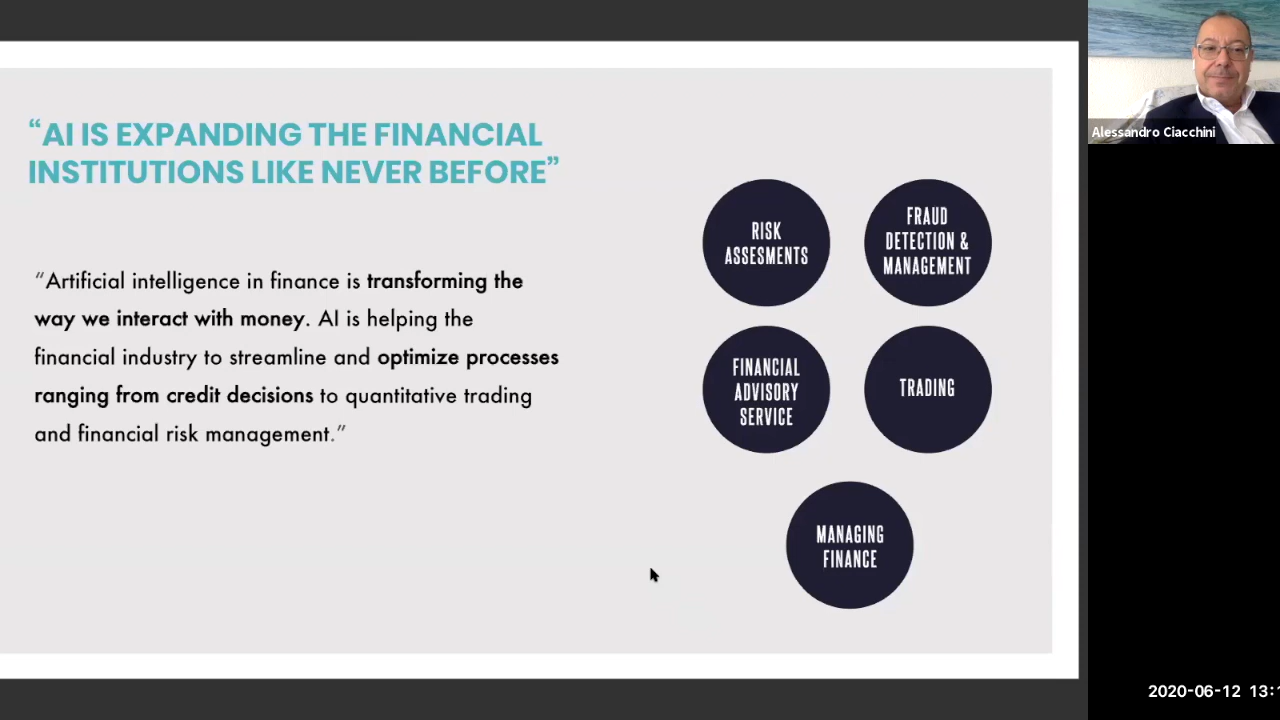 “AI IS EXPANDING THE FINANCIAL
INSTITUTIONS LIKE NEVER BEFORE”
“Artificial intelligence in finance is transforming the
way we interact with money. AI is helping the
financial industry to streamline and optimize processes
ranging from credit decisions to quantitative trading
and financial risk management.”
RISK
ASSESMENTS
FRAUD
DETECTION &
MANAGEMENT
FINANCIAL
ADVISORY
SERVICE
TRADING
MANAGING
FINANCE
Alessandro Ciacchini
2020-06-12 13: